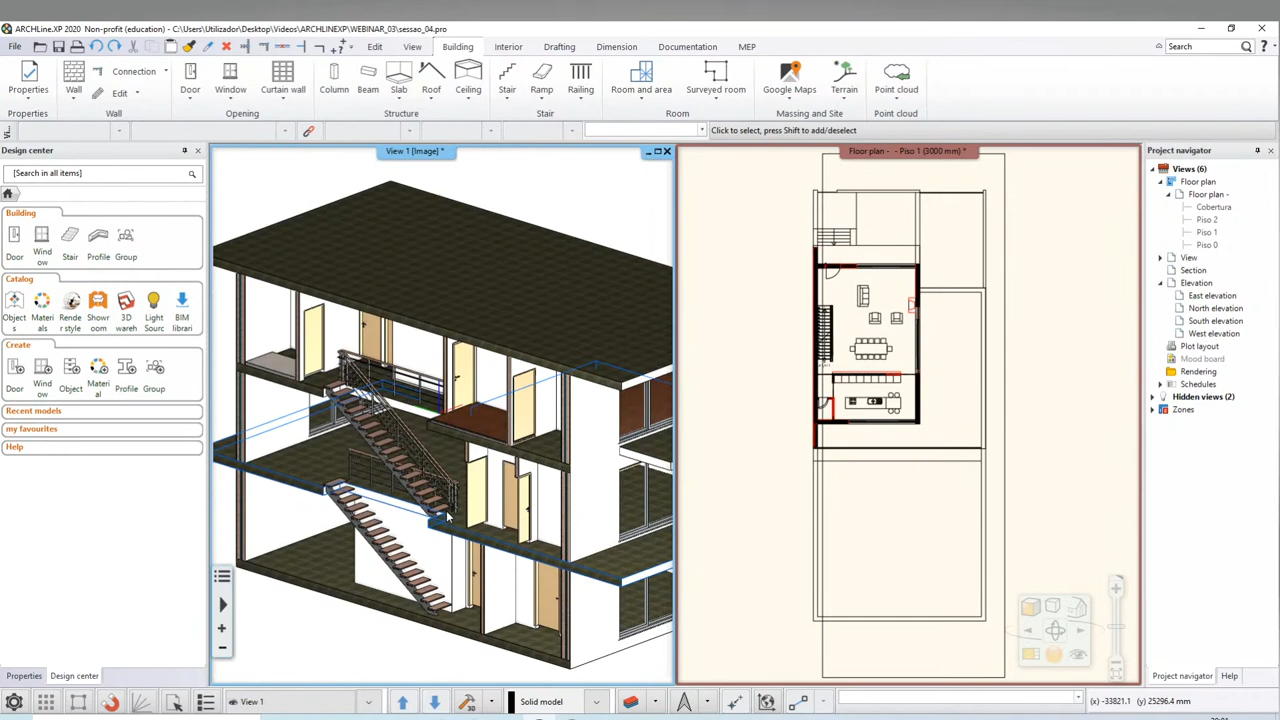 ARCHLine.XP 2020 Non-profit (education) - C:\Users\Utilizador\Desktop\Videos\ARCHLINEXP\WEBINAR_03\sessao_04.pro
File Edit View Building Interior Drafting Dimension Documentation MEP Search
Properties Wall Connection Edit Door Window Curtain wall Column Beam Slab Roof Ceiling Stair Ramp Railing Room and area Surveyed room Google Maps Terrain Point cloud
Properties Wall Opening Structure Stair Room Massing and Site Point cloud
Vi... Click to select, press Shift to add/deselect
Design center View 1 [Image] * Floor plan - - Piso 1 (3000 mm) * Project navigator
[Search in all items] Views (6)
Floor plan
Building Floor plan -
Cobertura
Piso 2
Piso 1
Piso 0
Door Wind ow Stair Profile Group
View
Section
Catalog Elevation
East elevation
North elevation
South elevation
West elevation
Object s Materi als Rende r style Showr room 3D wareh Light Sourc BIM librari
Plot layout
Create Mood board
Rendering
Schedules
Door Wind ow Object Materi al Profile Group
Hidden views (2)
Recent models Zones
my favourites
Help
Properties Design center Project navigator Help
View 1 3D Solid model (x) -33821.1 y) 25296.4 mm